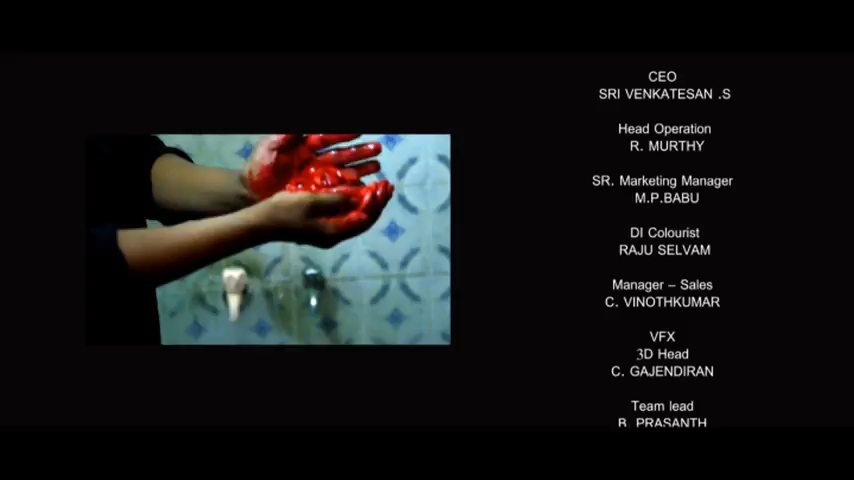 CEO
SRI VENKATESAN .S
Head Operation
R. MURTHY
SR. Marketing Manager
M.P.BABU
DI Colourist
RAJU SELVAM
Manager – Sales
C. VINOTHKUMAR
VFX
3D Head
C. GAJENDIRAN
Team lead
B. PRASANTH